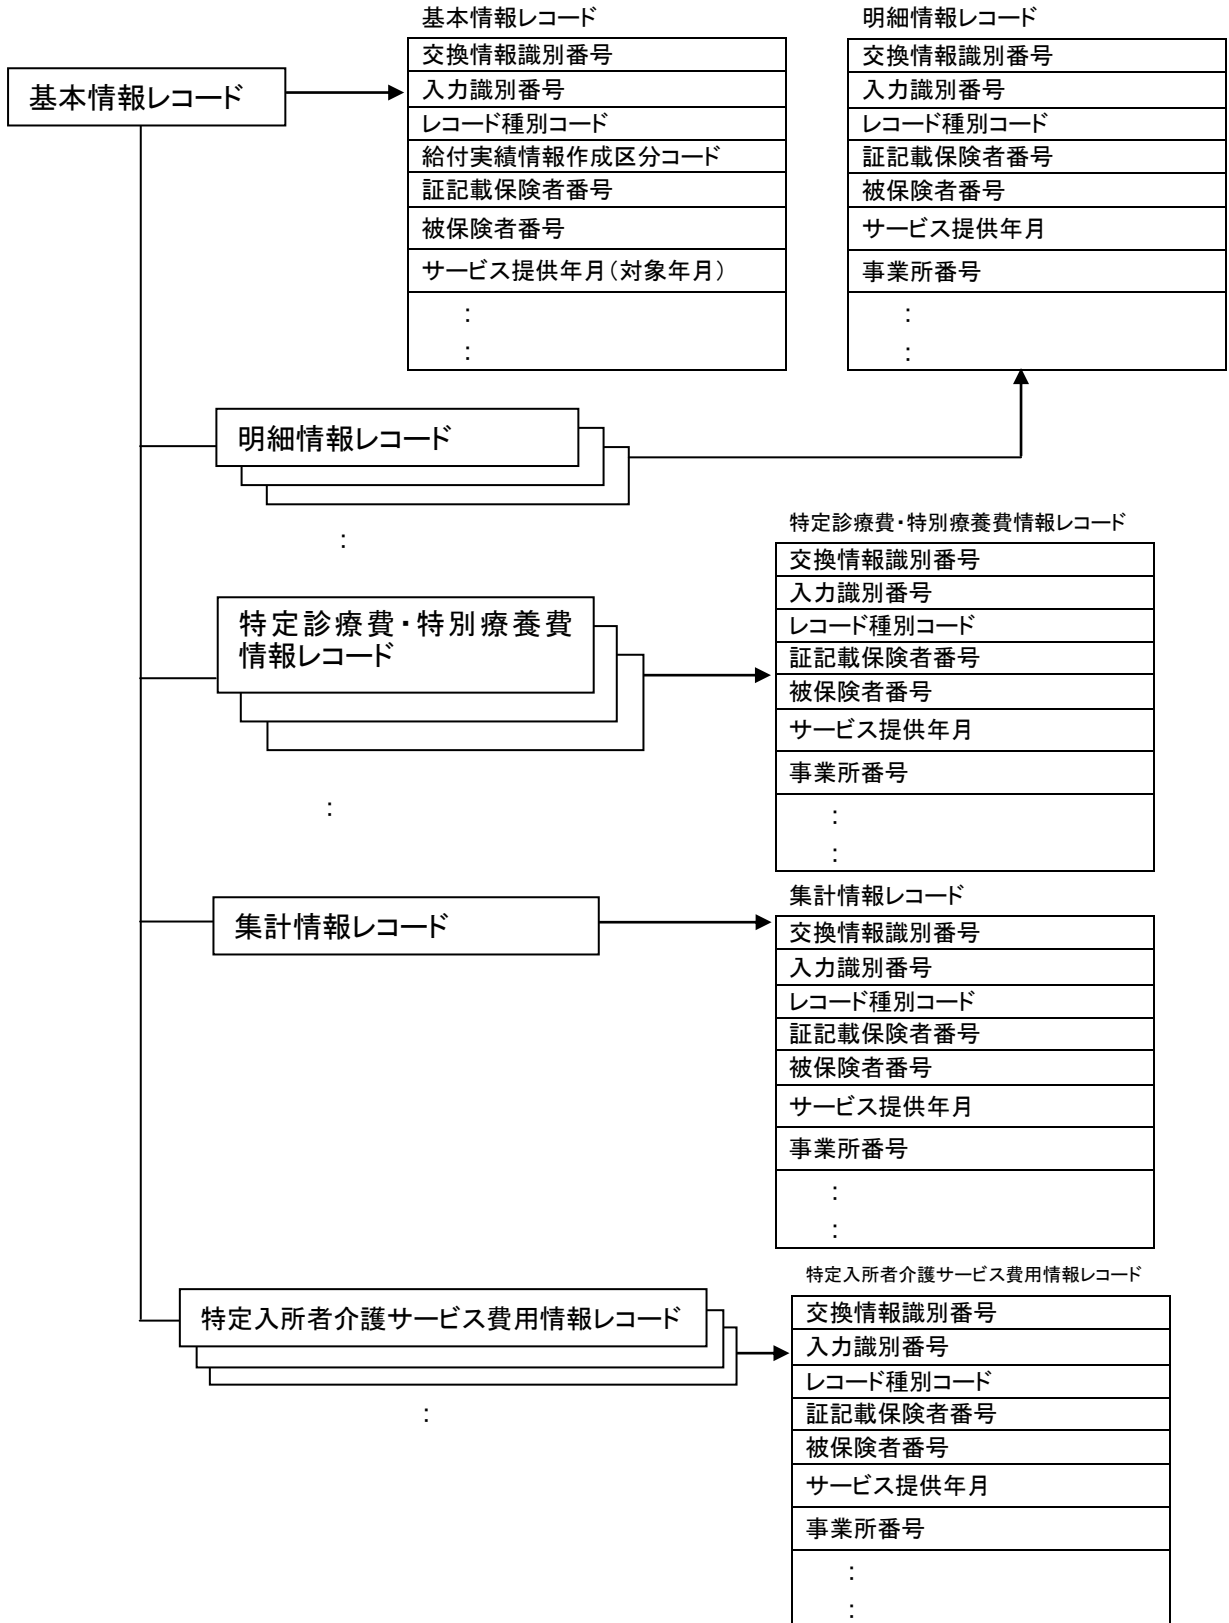 基本情報レコード
基本情報レコード
交換情報識別番号
入力識別番号
レコード種別コード
給付実績情報作成区分コード
証記載保険者番号
被保険者番号
サービス提供年月（対象年月）
：
：
明細情報レコード
交換情報識別番号
入力識別番号
レコード種別コード
証記載保険者番号
被保険者番号
サービス提供年月
事業所番号
：
：
明細情報レコード
：
特定診療費・特別療養費
情報レコード
：
特定診療費・特別療養費情報レコード
交換情報識別番号
入力識別番号
レコード種別コード
証記載保険者番号
被保険者番号
サービス提供年月
事業所番号
：
：
集計情報レコード
集計情報レコード
交換情報識別番号
入力識別番号
レコード種別コード
証記載保険者番号
被保険者番号
サービス提供年月
事業所番号
：
：
特定入所者介護サービス費用情報レコード
：
特定入所者介護サービス費用情報レコード
交換情報識別番号
入力識別番号
レコード種別コード
証記載保険者番号
被保険者番号
サービス提供年月
事業所番号
：
：